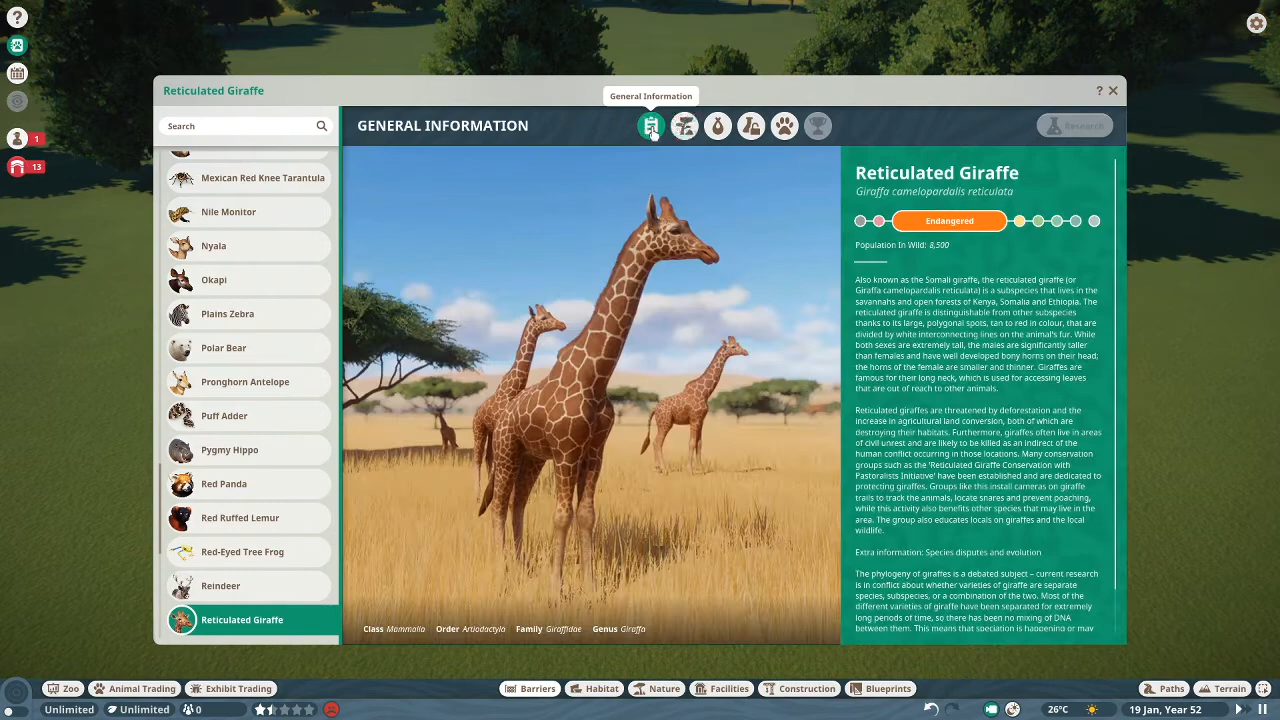 ?
1
13
Reticulated Giraffe
?
General Information
Search
GENERAL INFORMATION
Research
Mexican Red Knee Tarantula
Nile Monitor
Nyala
Okapi
Plains Zebra
Polar Bear
Pronghorn Antelope
Puff Adder
Pygmy Hippo
Red Panda
Red Ruffed Lemur
Red-Eyed Tree Frog
Reindeer
Reticulated Giraffe
Class Mammalia Order Artiodactyla Family Giraffidae Genus Giraffa
Reticulated Giraffe
Giraffa camelopardalis reticulata
Endangered
Population In Wild: 8,500
Also known as the Somali giraffe, the reticulated giraffe (or
Giraffa camelopardalis reticulata) is a subspecies that lives in the
savannahs and open forests of Kenya, Somalia and Ethiopia. The
reticulated giraffe is distinguishable from other subspecies
thanks to its large, polygonal spots, tan to red in colour, that are
divided by white interconnecting lines on the animal's fur. While
both sexes are extremely tall, the males are significantly taller
than females and have well developed bony horns on their head;
the horns of the female are smaller and thinner. Giraffes are
famous for their long neck, which is used for accessing leaves
that are out of reach to other animals.
Reticulated giraffes are threatened by deforestation and the
increase in agricultural land conversion, both of which are
destroying their habitats. Furthermore, giraffes often live in areas
of civil unrest and are likely to be killed as an indirect of the
human conflict occurring in those locations. Many conservation
groups such as the 'Reticulated Giraffe Conservation with
Pastoralists Initiative' have been established and are dedicated to
protecting giraffes. Groups like this install cameras on giraffe
trails to track the animals, locate snares and prevent poaching,
while this activity also benefits other species that may live in the
area. The group also educates locals on giraffes and the local
wildlife.
Extra information: Species disputes and evolution
The phylogeny of giraffes is a debated subject – current research
is in conflict about whether varieties of giraffe are separate
species, subspecies, or a combination of the two. Most of the
different varieties of giraffe have been separated for extremely
long periods of time, so there has been no mixing of DNA
between them. This means that speciation is happening or may
Zoo Animal Trading Exhibit Trading Barriers Habitat Nature Facilities Construction Blueprints Paths Terrain
Unlimited Unlimited 0 26°C 19 Jan, Year 52